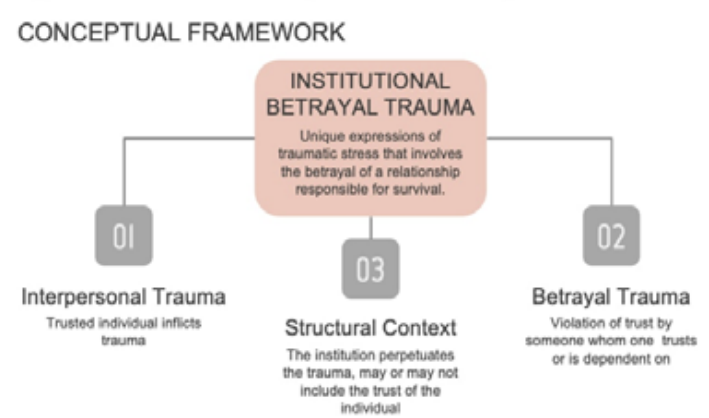 CONCEPTUAL FRAMEWORK
INSTITUTIONAL
BETRAYAL TRAUMA
Unique expressions of
traumatic stress that involves
the betrayal of a relationship
responsible for survival.
01
Interpersonal Trauma
Trusted individual inflicts
trauma
03
Structural Context
The institution perpetuates
the trauma, may or may not
include the trust of the
individual
02
Betrayal Trauma
Violation of trust by
someone whom one trusts
or is dependent on